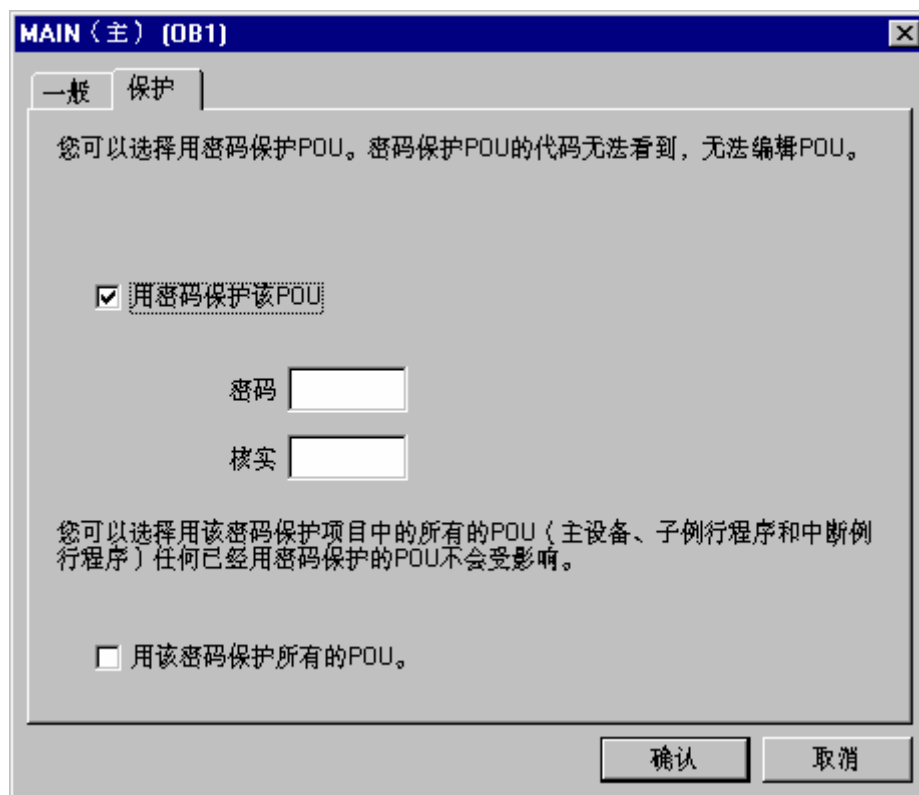 MAIN（主） (OB1)
一般
保护
您可以选择用密码保护POU。密码保护POU的代码无法看到，无法编辑POU。
用密码保护该POU
密码
核实
您可以选择用该密码保护项目中的所有的POU（主设备、子例行程序和中断例
行程序）任何已经用密码保护的POU不会受影响。
用该密码保护所有的POU。
确认
取消